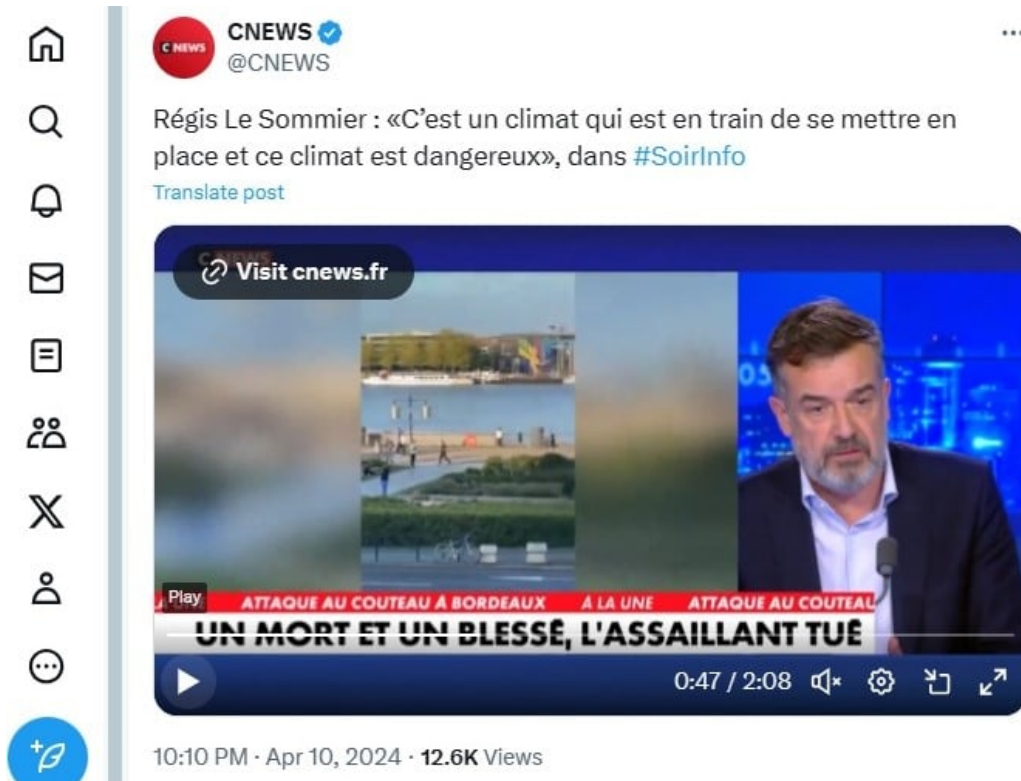 CNEWS
@CNEWS
C NEWS
Régis Le Sommier : «C’est un climat qui est en train de se mettre en
place et ce climat est dangereux», dans #SoirInfo
Translate post
Visit cnews.fr
05
Play
ATTAQUE AU COUTEAU À BORDEAUX À LA UNE ATTAQUE AU COUTEAU
UN MORT ET UN BLESSÉ, L'ASSAILLANT TUÉ
0:47 / 2:08
10:10 PM · Apr 10, 2024 · 12.6K Views